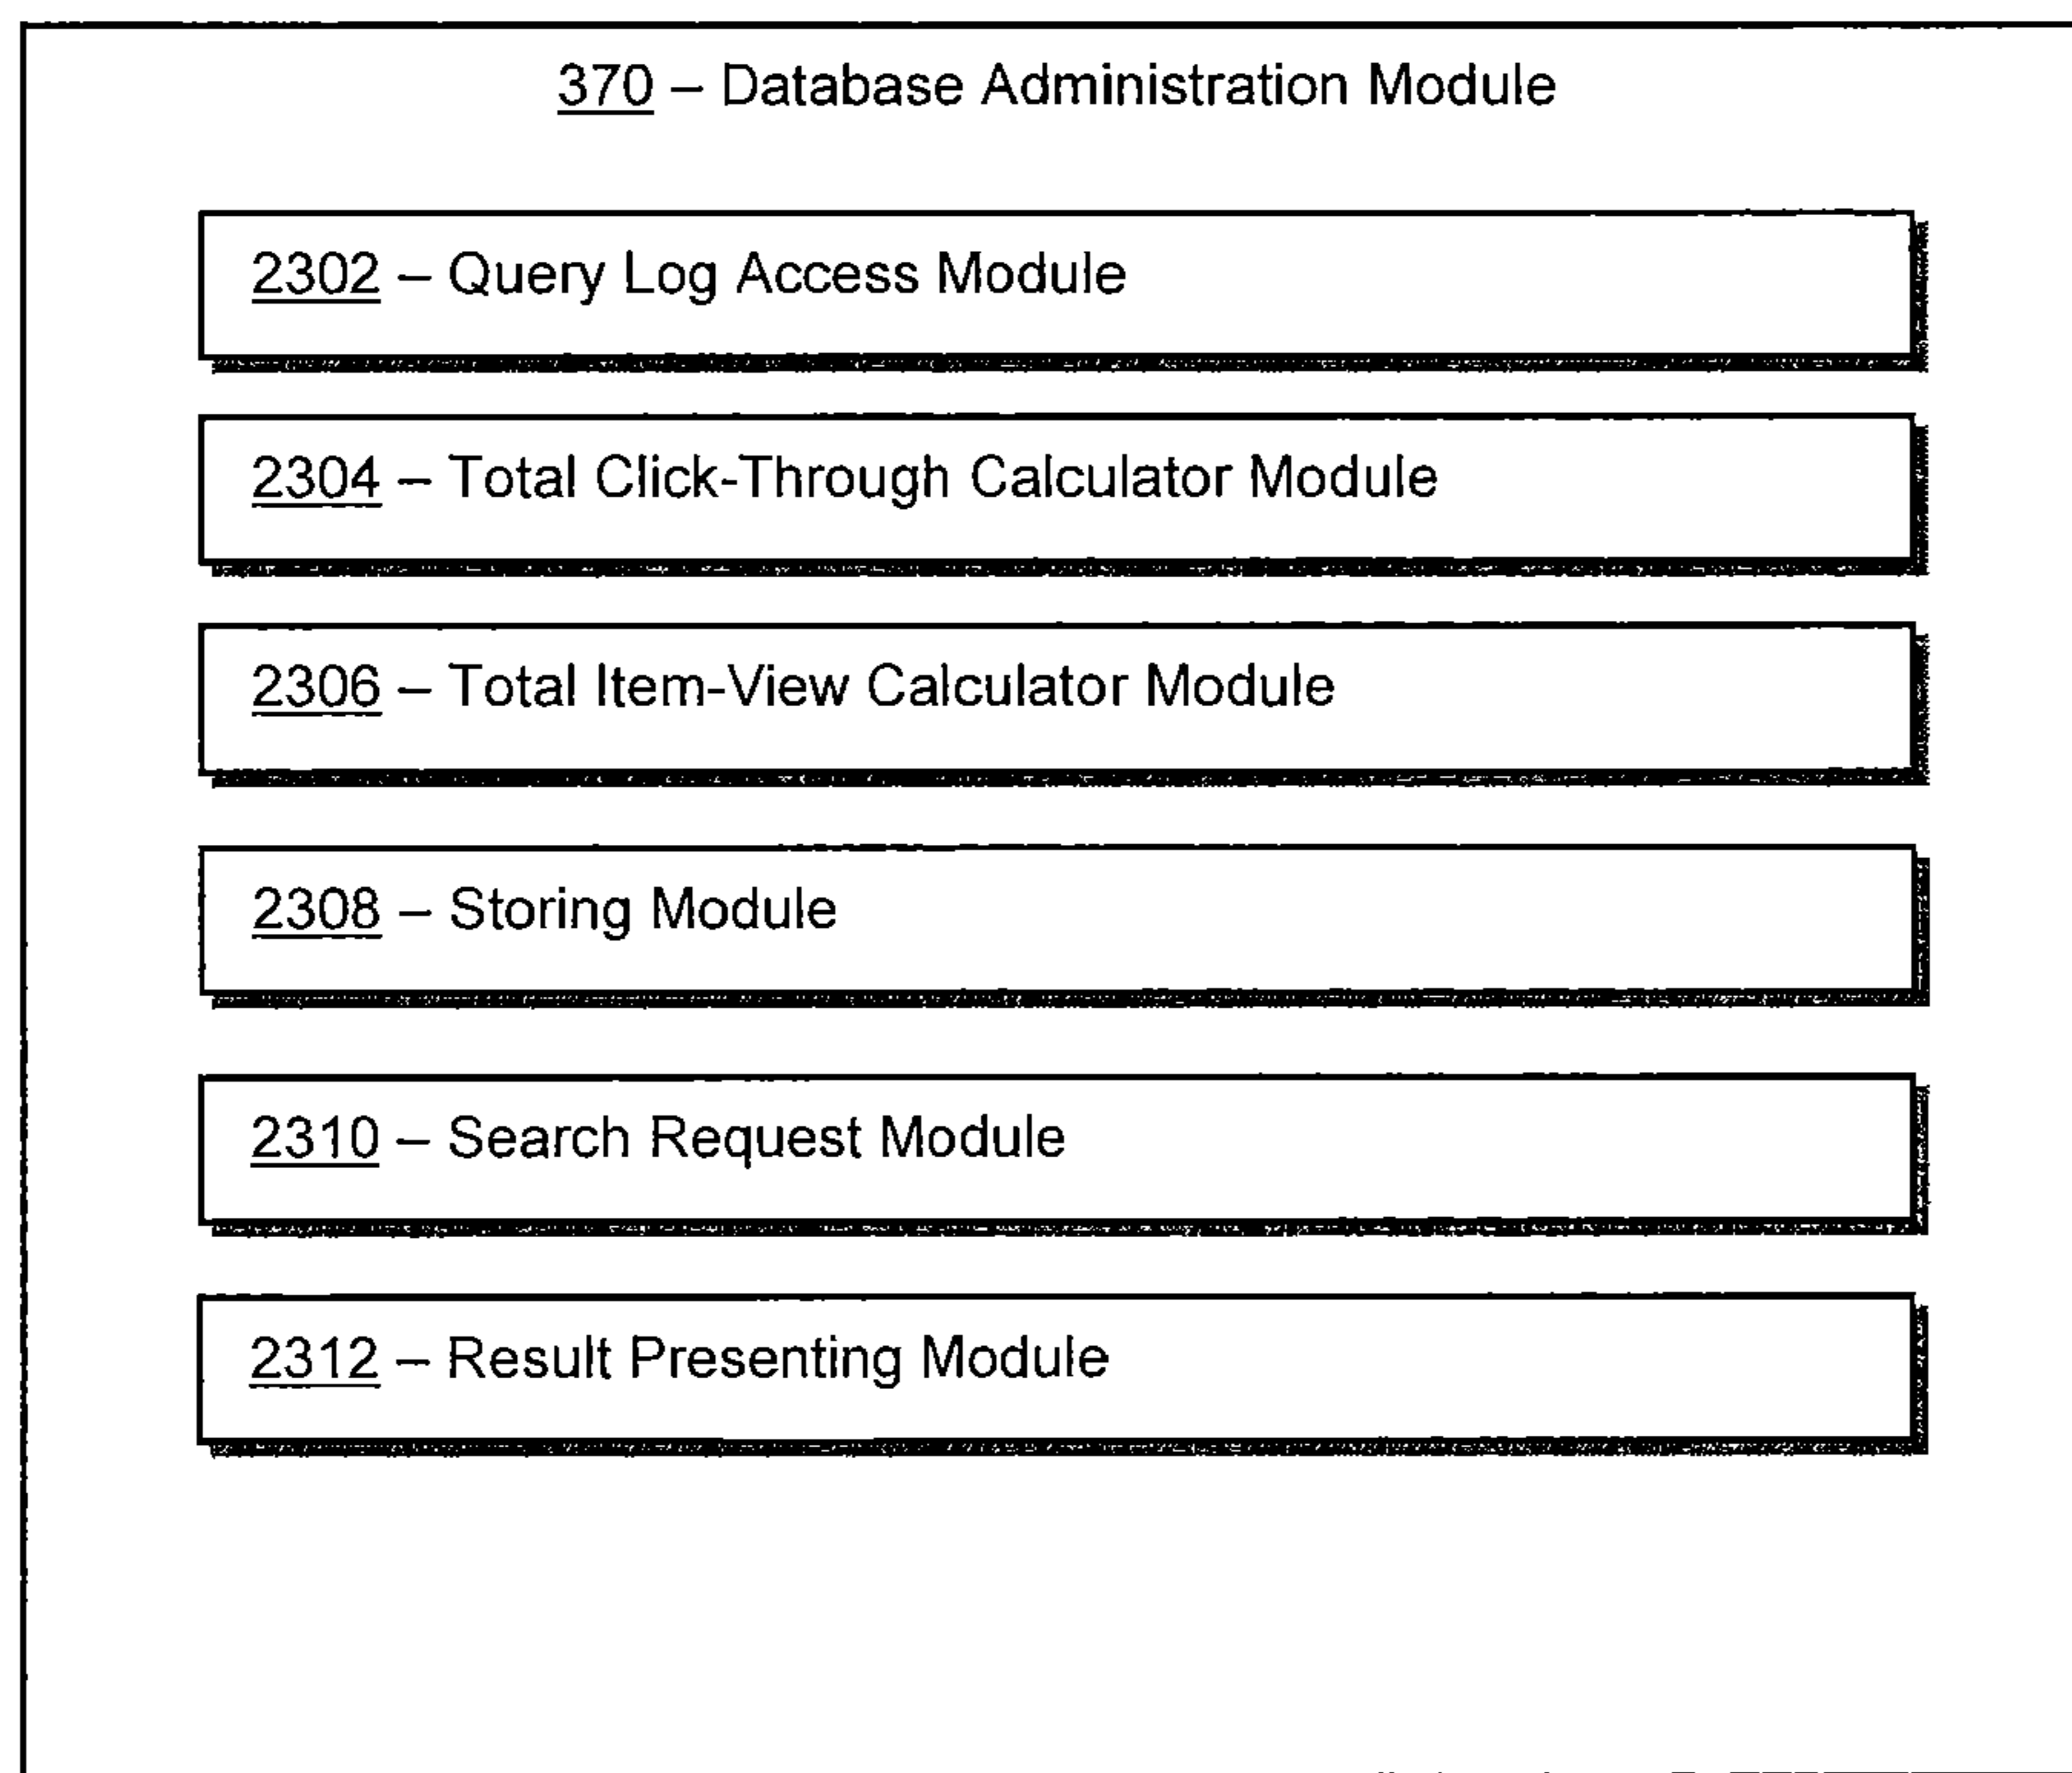 370 – Database Administration Module
2302 – Query Log Access Module
2304 – Total Click-Through Calculator Module
2306 – Total Item-View Calculator Module
2308 – Storing Module
2310 – Search Request Module
2312 – Result Presenting Module